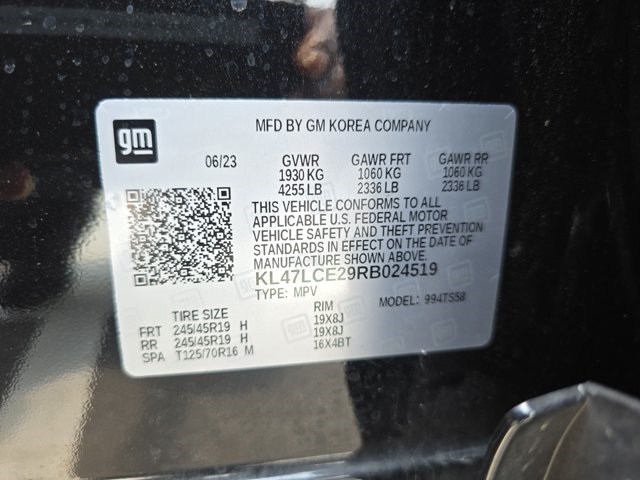 gm
MFD BY GM KOREA COMPANY
06/23 GVWR GAWR FRT GAWR RR
1930 KG 1060 KG 1060 KG
4255 LB 2336 LB 2336 LB
THIS VEHICLE CONFORMS TO ALL
APPLICABLE U.S. FEDERAL MOTOR
VEHICLE SAFETY AND THEFT PREVENTION
STANDARDS IN EFFECT ON THE DATE OF
MANUFACTURE SHOWN ABOVE.
KL47LCE29RB024519
TYPE: MPV MODEL: 994TS58
TIRE SIZE RIM
FRT 245/45R19 H 19X8J
RR 245/45R19 H 19X8J
SPA T125/70R16 M 16X4BT